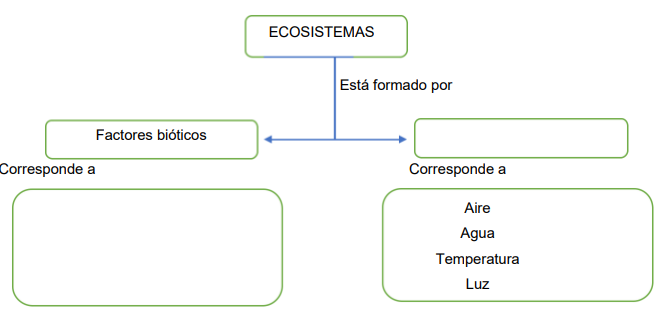 ECOSISTEMAS
Está formado por
Factores bióticos
Corresponde a
Corresponde a
Aire
Agua
Temperatura
Luz